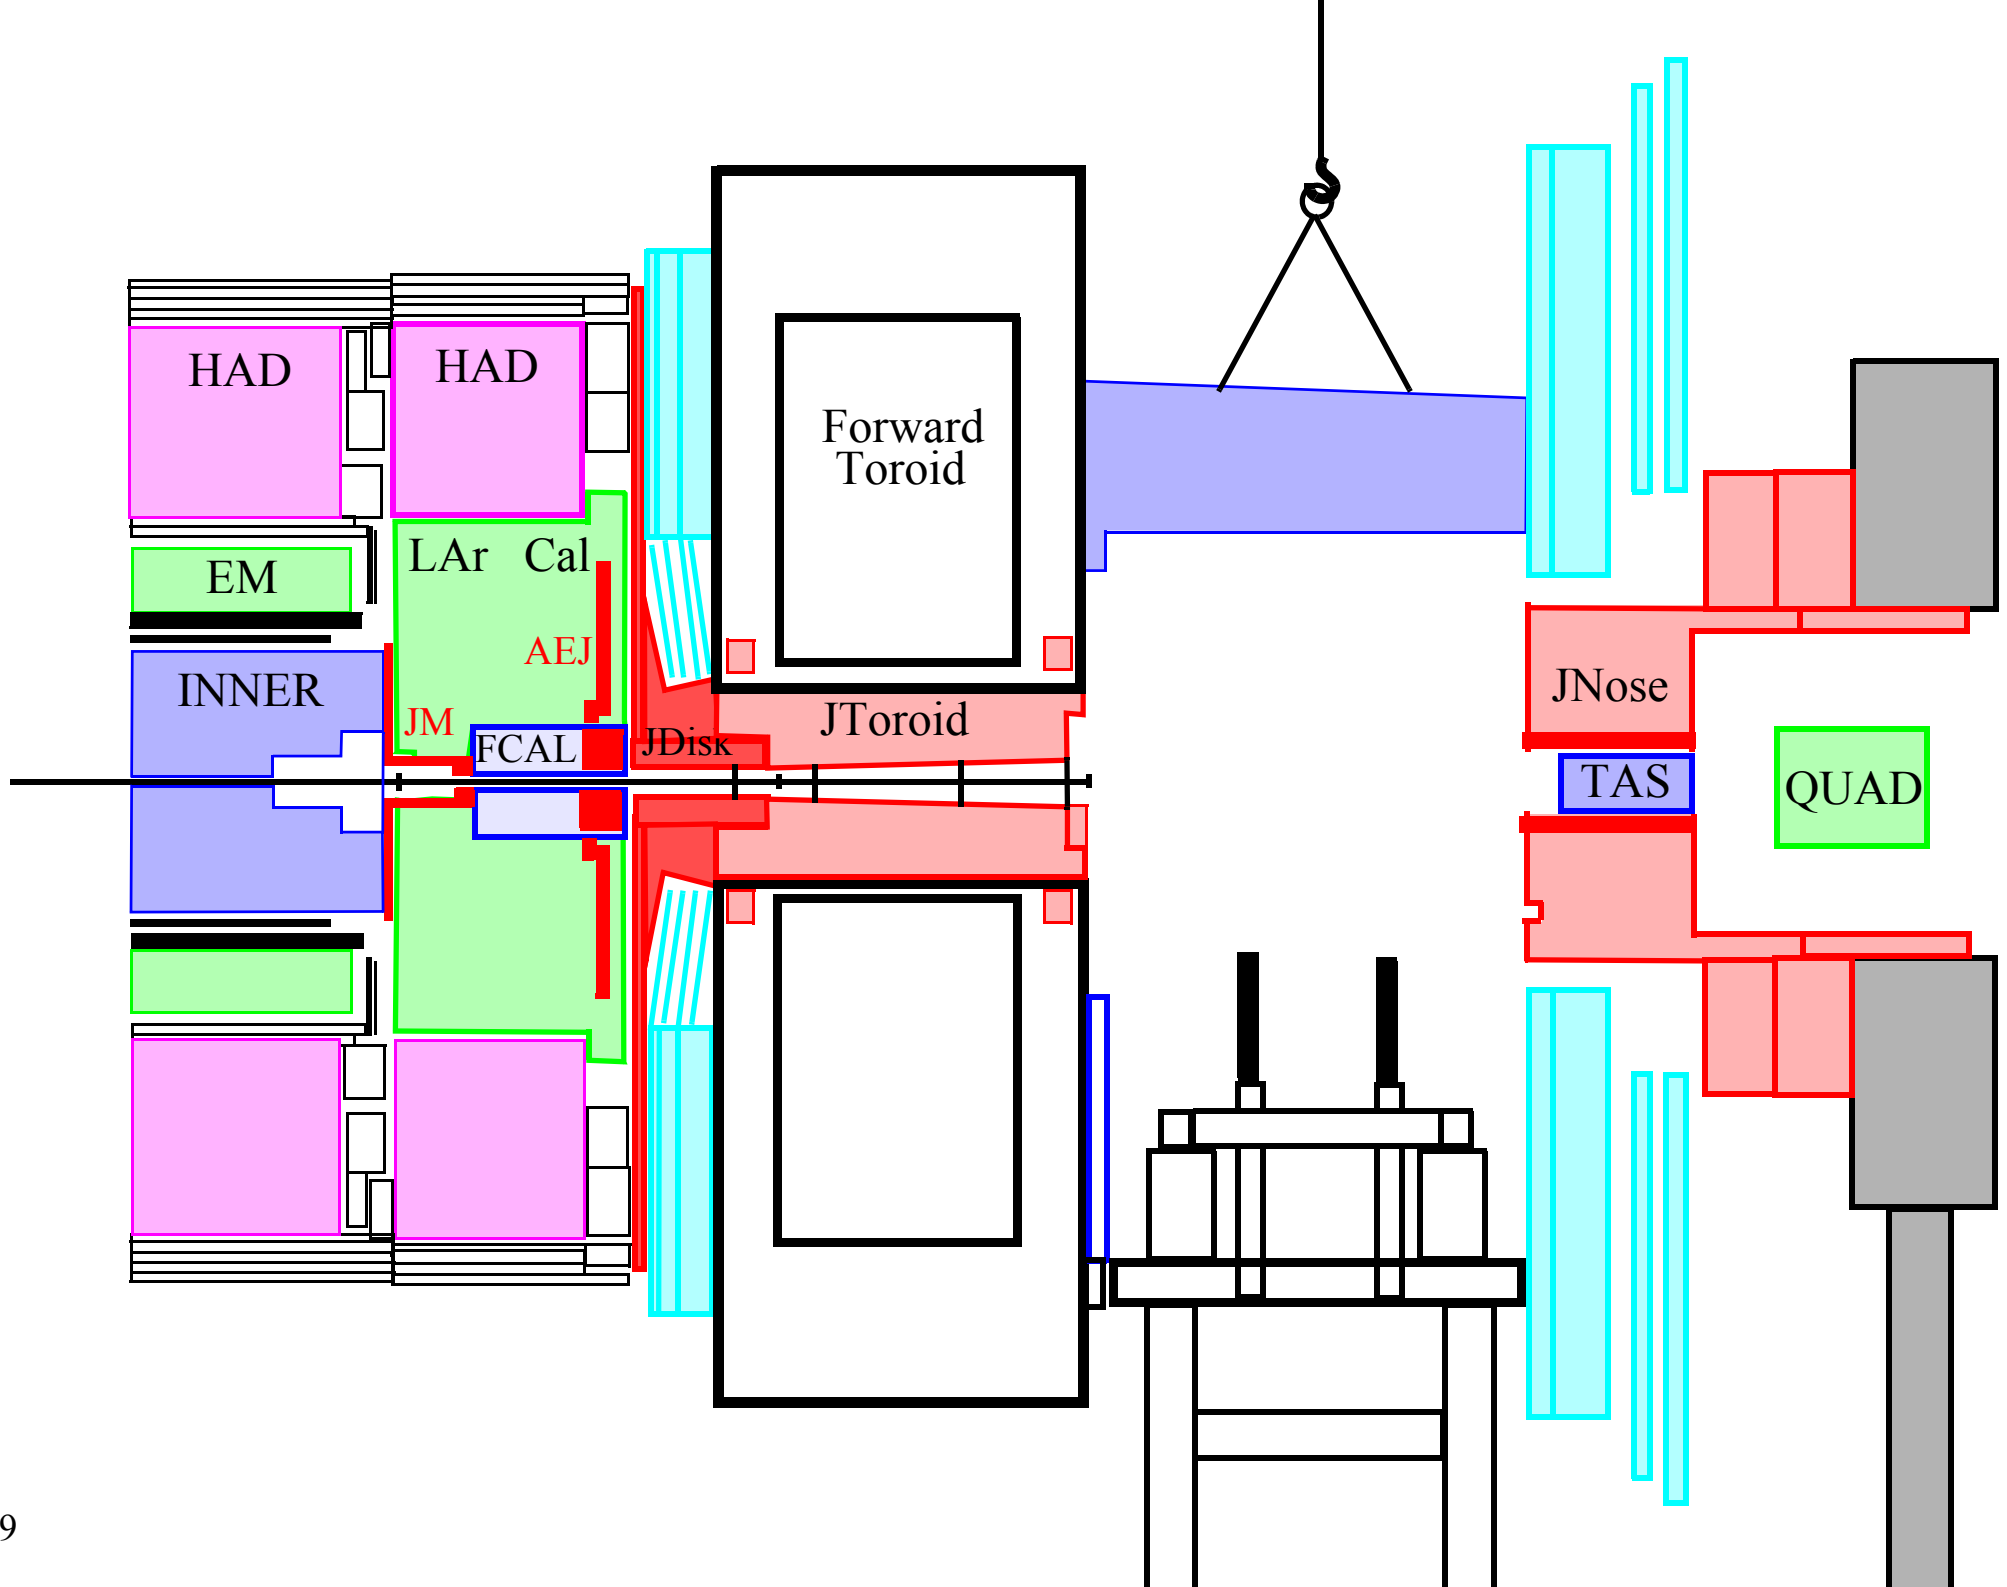 HAD
HAD
Forward
Toroid
LAr Cal
EM
AEJ
INNER
JM
FCAL
JDisk
JToroid
JNose
TAS
QUAD
9